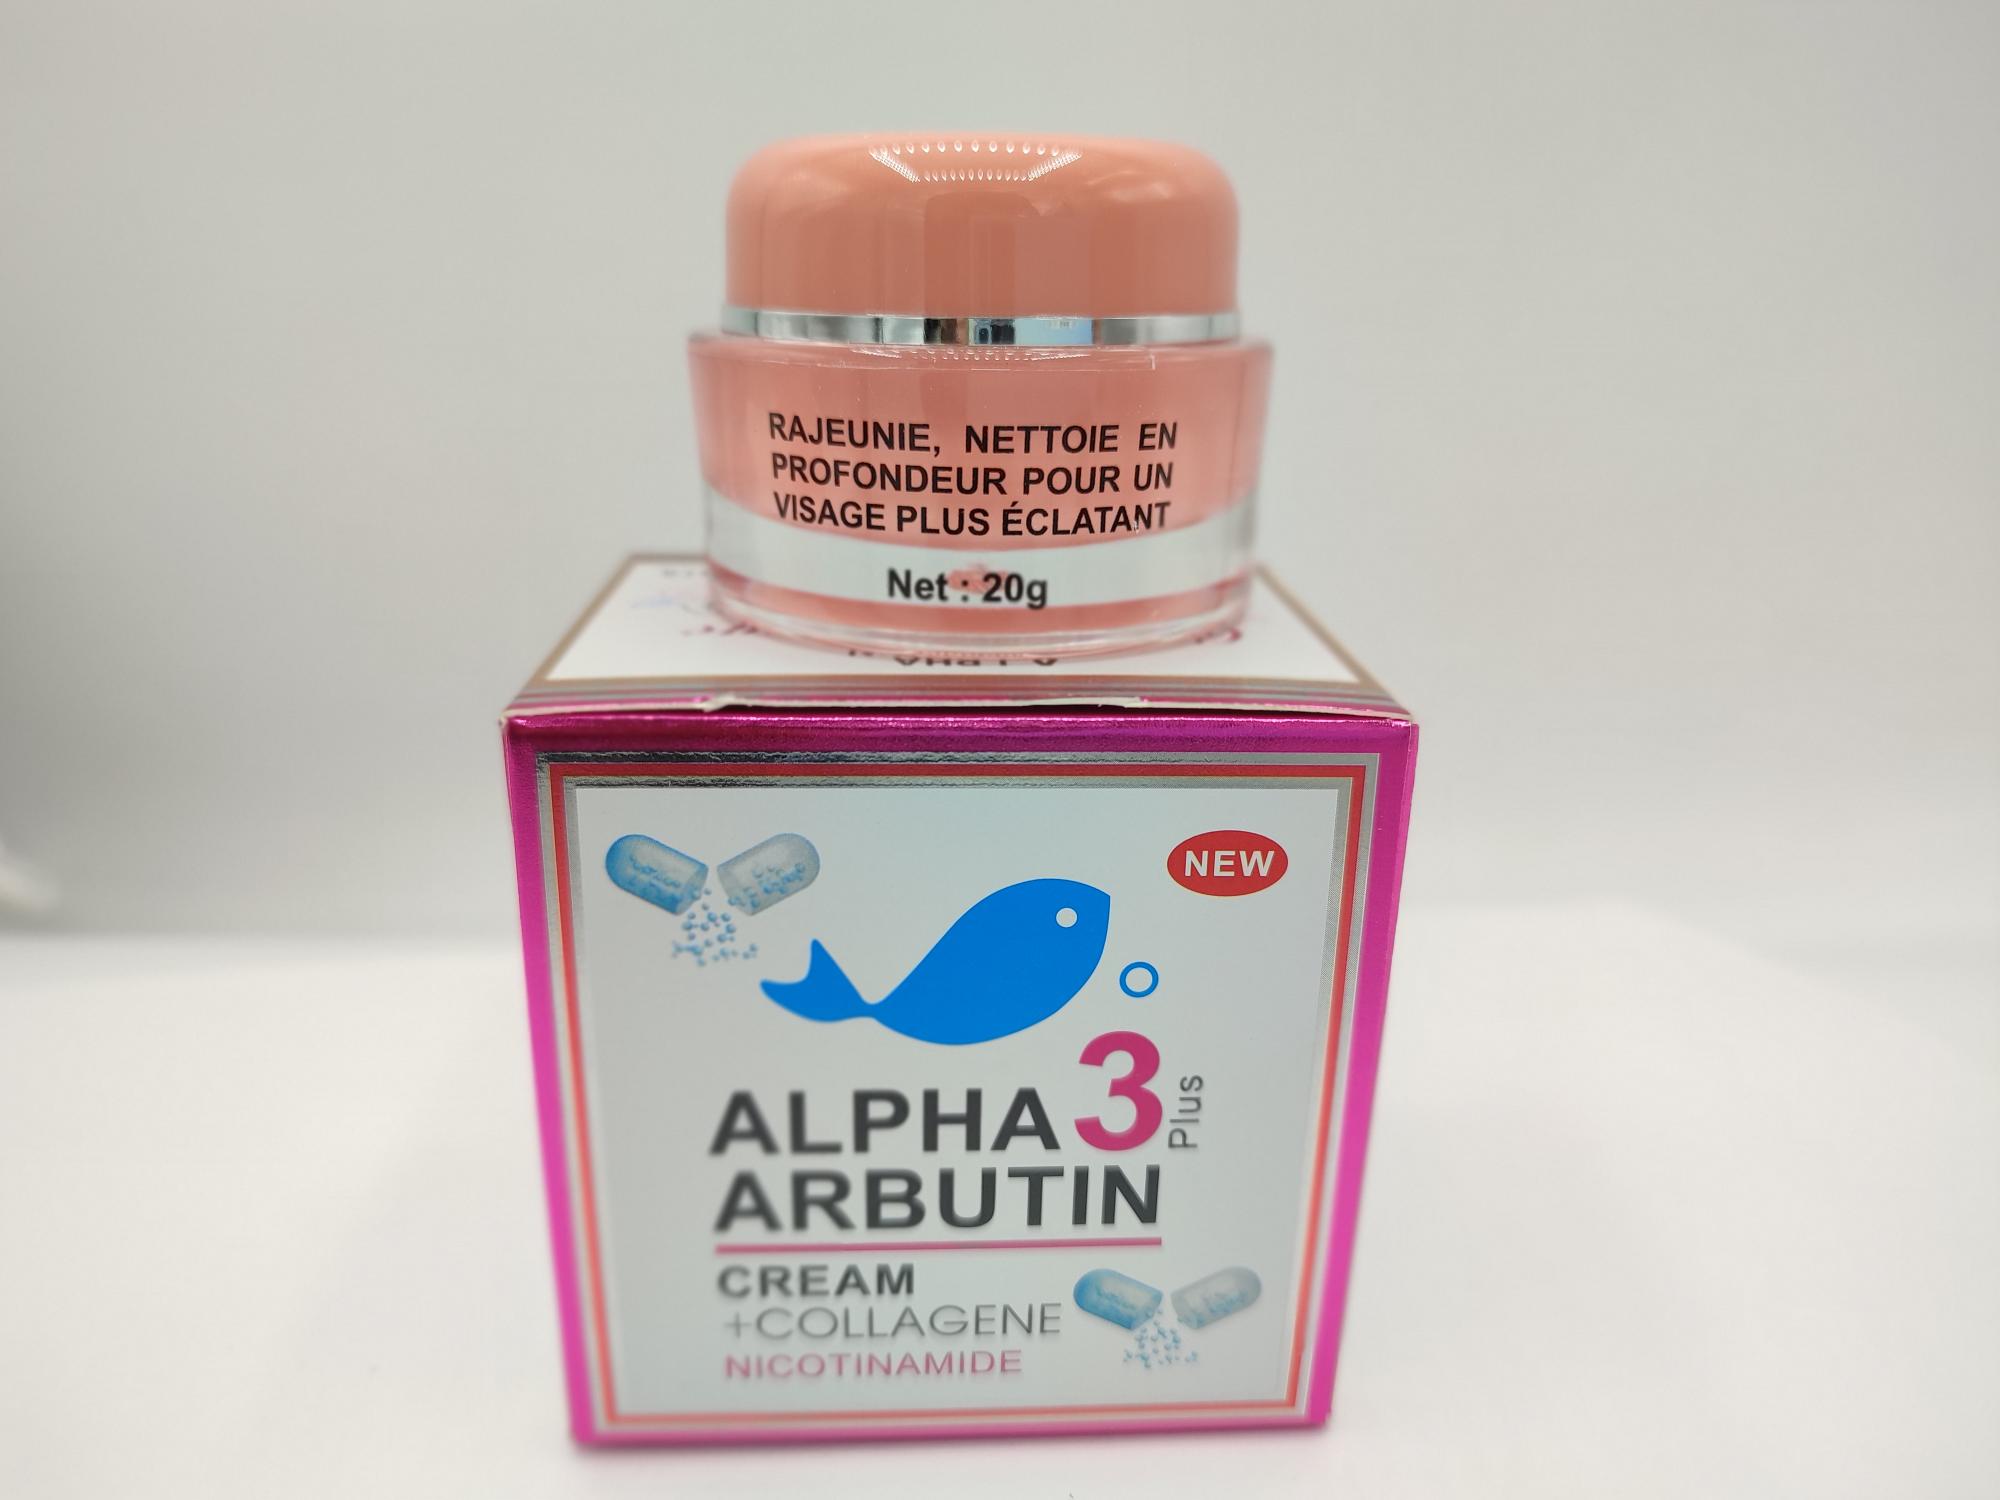 RAJEUNIE, NETTOIE EN
PROFONDEUR POUR UN
VISAGE PLUS ÉCLATANT
Net : 20g
NEW
ALPHA 3 Plus
ARBUTIN
CREAM
+COLLAGENE
NICOTINAMIDE